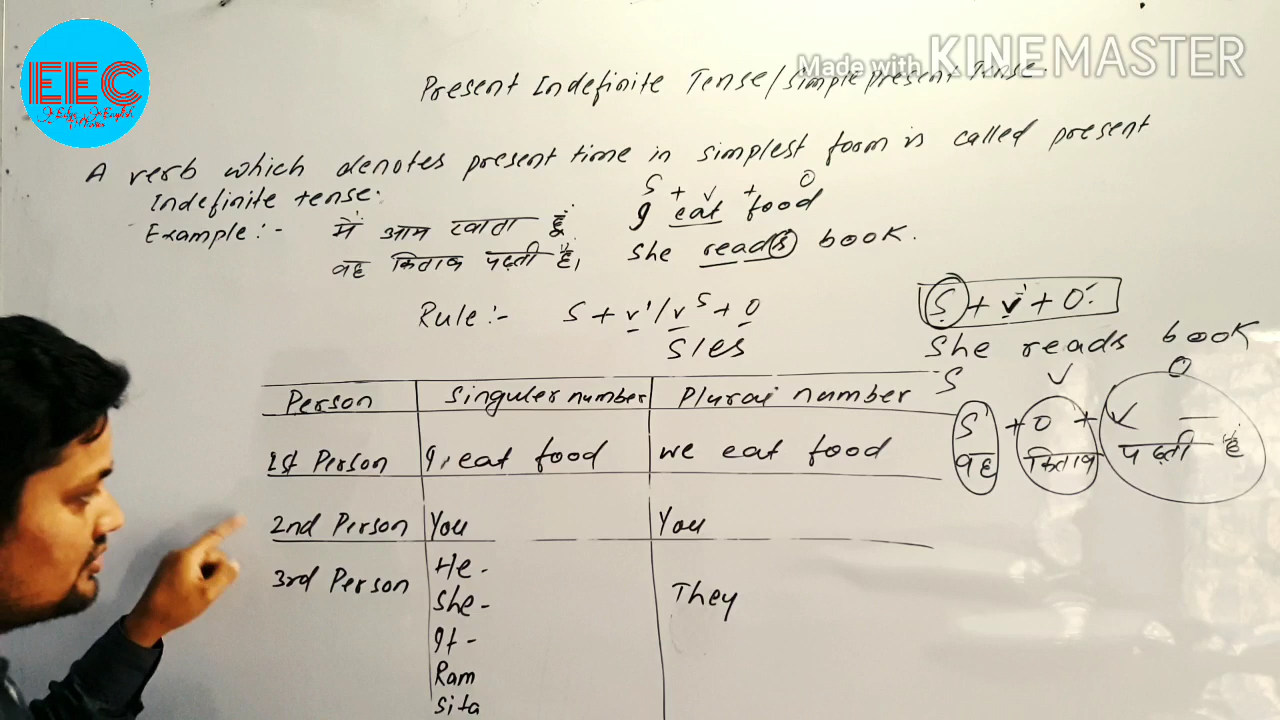 EEC
Made with KINEMASTER
Present Indefinite Tense/Simple present Tense.
A verb which denotes present time in simplest form is called present
Indefinite tense.
S + V + O
Example:- मैं आम खाता हूँ. I eat food
वह किताब पढ़ती है। She reads book.
Rule:- S + V¹/V⁵ + O
S/es
S + V + O.
She reads book
S V O
S + O + V
वह किताब पढ़ती है
Person Singuler number Plural number
1st Person I, eat food we eat food
2nd Person You You
3rd Person He - They
She -
It -
Ram
Sita